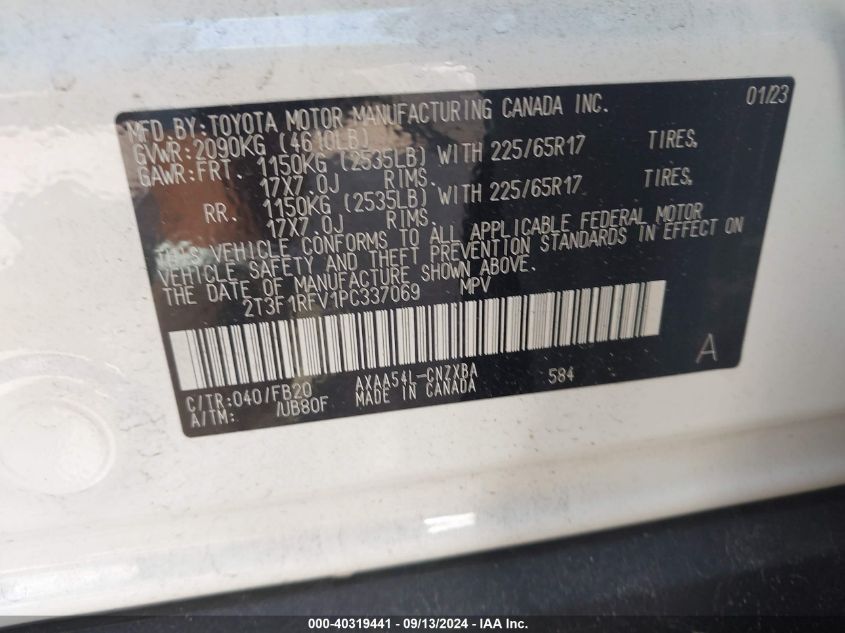 MFD. BY: TOYOTA MOTOR MANUFACTURING CANADA INC. 01/23
GVWR: 2090KG (4610LB)
GAWR: FRT. 1150KG (2535LB) WITH 225/65R17 TIRES,
17X7.0J RIMS.
RR. 1150KG (2535LB) WITH 225/65R17 TIRES,
17X7.0J RIMS.
THIS VEHICLE CONFORMS TO ALL APPLICABLE FEDERAL MOTOR
VEHICLE SAFETY AND THEFT PREVENTION STANDARDS IN EFFECT ON
THE DATE OF MANUFACTURE SHOWN ABOVE.
2T3F1RFV1PC337069 MPV
A
C/TR: 040/FB20 AXAA54L-CNZXBA 584
A/TM: /UB80F MADE IN CANADA
000-40319441 - 09/13/2024 - IAA Inc.